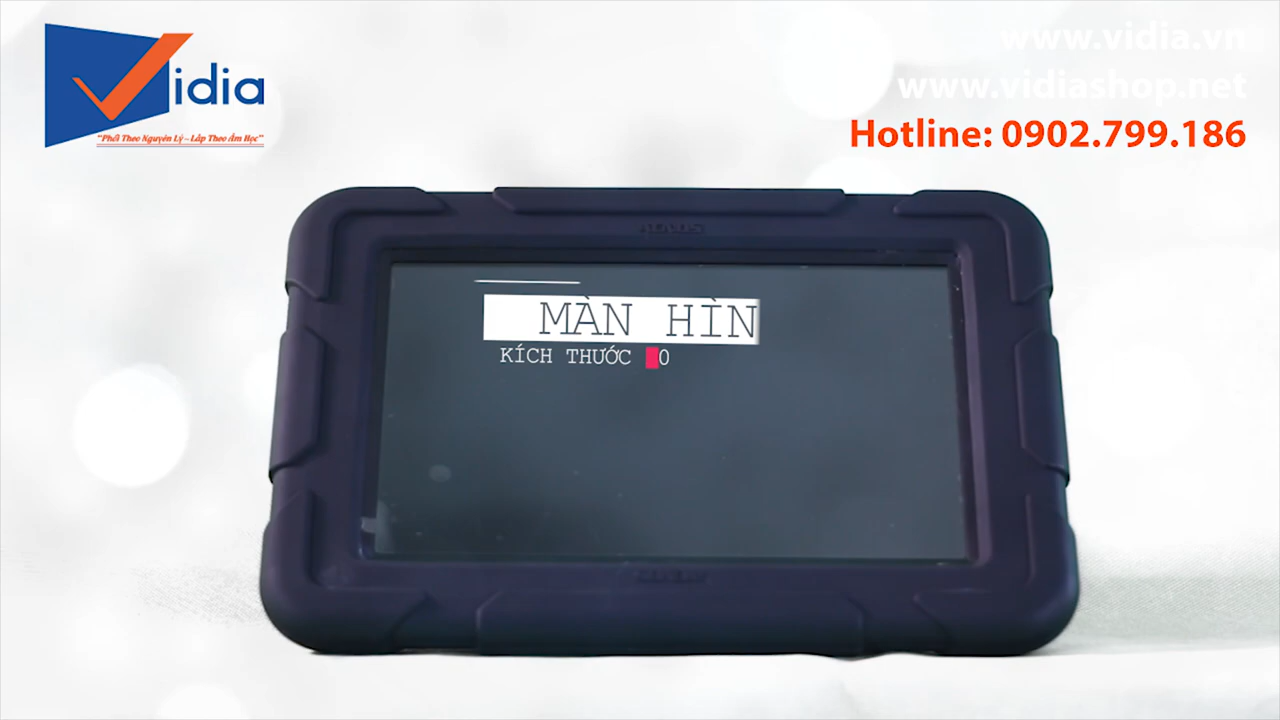 Vidia
"Phối Theo Nguyên Lý - Lắp Theo Âm Học"
www.vidia.vn
www.vidiashop.net
Hotline: 0902.799.186
MÀN HÌN
KÍCH THƯỚC 0